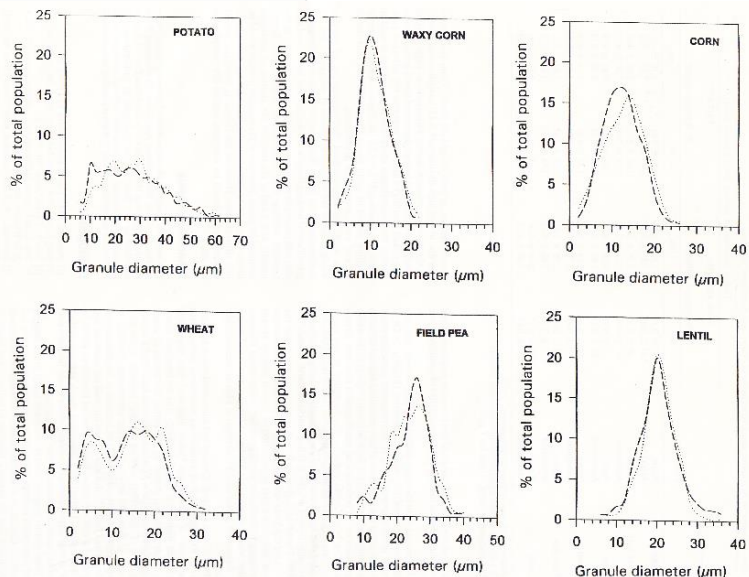 POTATO
% of total population
25
20
15
10
5
0
0 10 20 30 40 50 60 70
Granule diameter (µm)
WAXY CORN
% of total population
25
20
15
10
5
0
0 10 20 30 40
Granule diameter (µm)
CORN
% of total population
25
20
15
10
5
0
0 10 20 30 40
Granule diameter (µm)
WHEAT
% of total population
25
20
15
10
5
0
0 10 20 30 40
Granule diameter (µm)
FIELD PEA
% of total population
25
20
15
10
5
0
0 10 20 30 40 50
Granule diameter (µm)
LENTIL
% of total population
25
20
15
10
5
0
0 10 20 30 40
Granule diameter (µm)